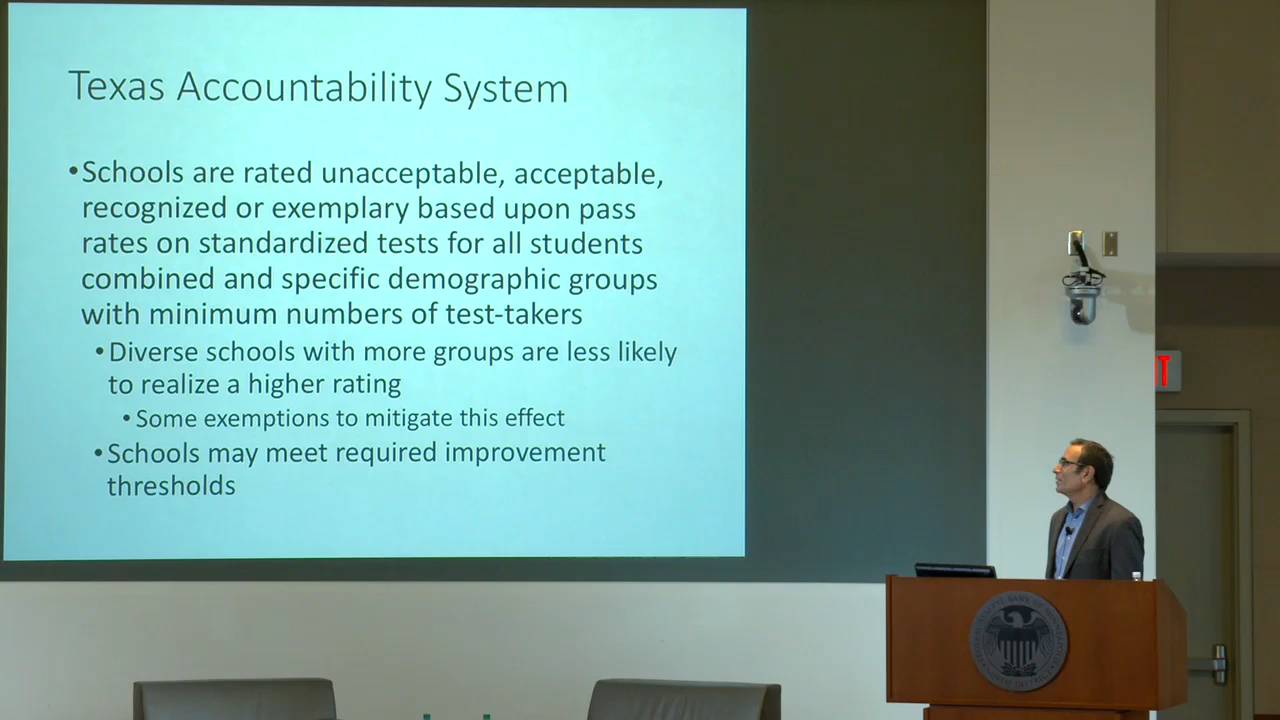 Texas Accountability System
•Schools are rated unacceptable, acceptable,
recognized or exemplary based upon pass
rates on standardized tests for all students
combined and specific demographic groups
with minimum numbers of test-takers
•Diverse schools with more groups are less likely
to realize a higher rating
•Some exemptions to mitigate this effect
•Schools may meet required improvement
thresholds